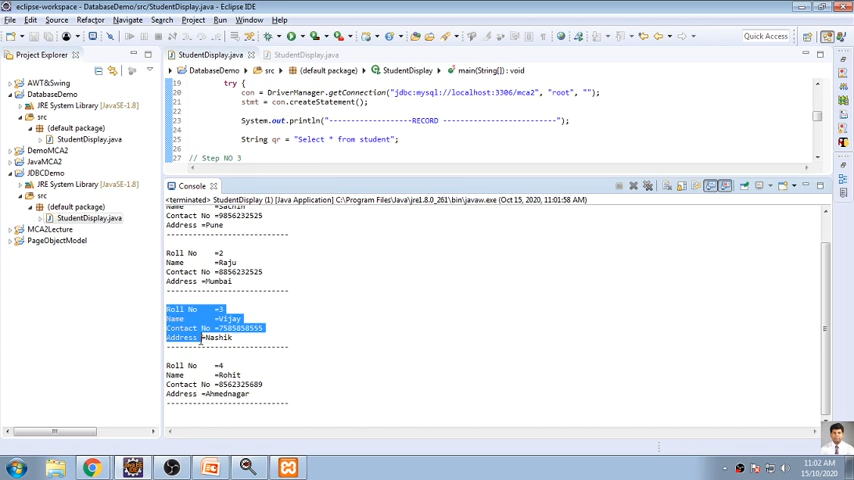 eclipse-workspace - DatabaseDemo/src/StudentDisplay.java - Eclipse IDE
File Edit Source Refactor Navigate Search Project Run Window Help
Quick Access
Project Explorer
AWT&Swing
DatabaseDemo
JRE System Library [JavaSE-1.8]
src
(default package)
StudentDisplay.java
DemoMCA2
JavaMCA2
JDBCDemo
JRE System Library [JavaSE-1.8]
src
(default package)
StudentDisplay.java
MCA2Lecture
PageObjectModel
StudentDisplay.java StudentDisplay.java
DatabaseDemo src (default package) StudentDisplay main(String[]) : void
19 try {
20 con = DriverManager.getConnection("jdbc:mysql://localhost:3306/mca2", "root", "");
21 stmt = con.createStatement();
22
23 System.out.println("-------------------RECORD --------------------------");
24
25 String qr = "Select * from student";
26
27 // Step NO 3
Console
<terminated> StudentDisplay (1) [Java Application] C:\Program Files\Java\jre1.8.0_261\bin\javaw.exe (Oct 15, 2020, 11:01:58 AM)
Name =Sachin
Contact No =9856232525
Address =Pune
----------------------------
Roll No =2
Name =Raju
Contact No =8856232525
Address =Mumbai
----------------------------
Roll No =3
Name =Vijay
Contact No =7585858555
Address =Nashik
----------------------------
Roll No =4
Name =Rohit
Contact No =8562325689
Address =Ahmednagar
----------------------------
11:02 AM
15/10/2020